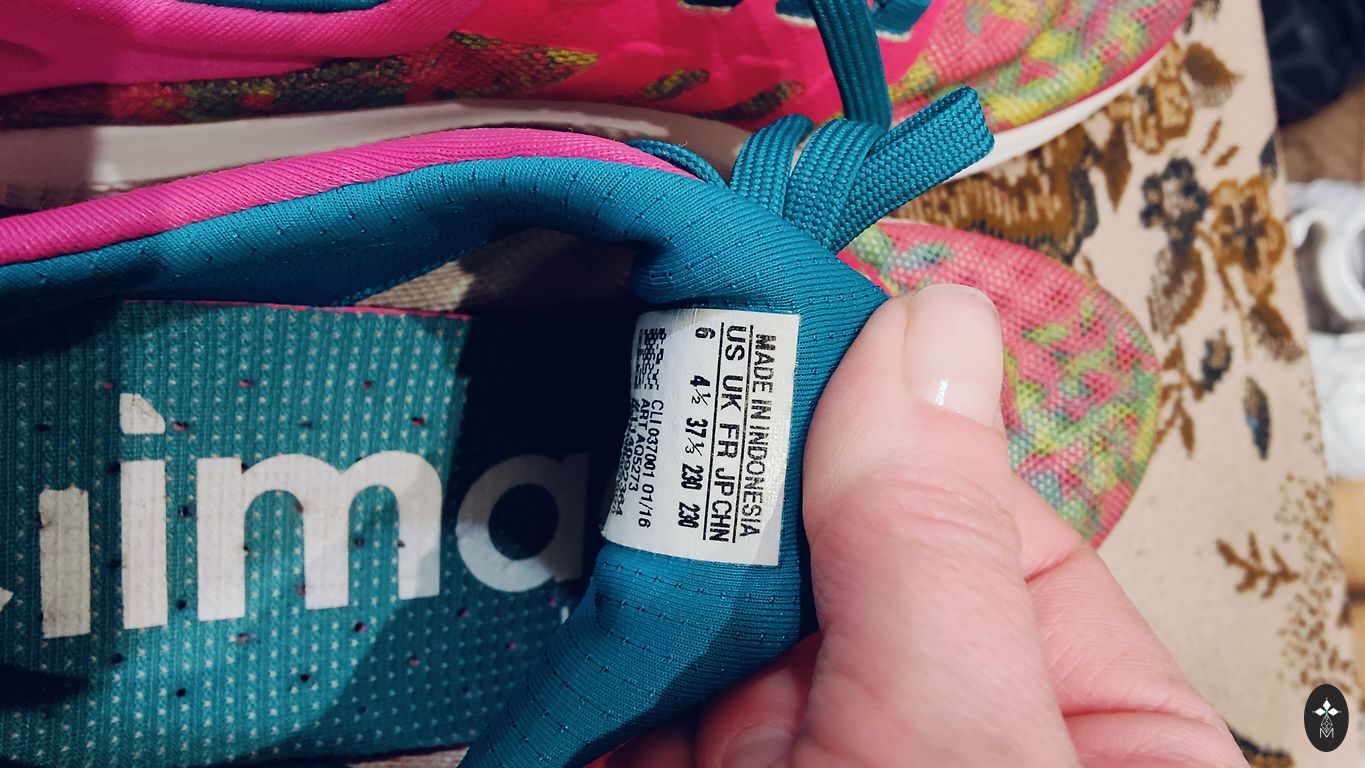 MADE IN INDONESIA
US UK FR JP CHN
6 4½ 37⅓ 230 230
CLI 037001 01/16
ART AQ5273
ima
M